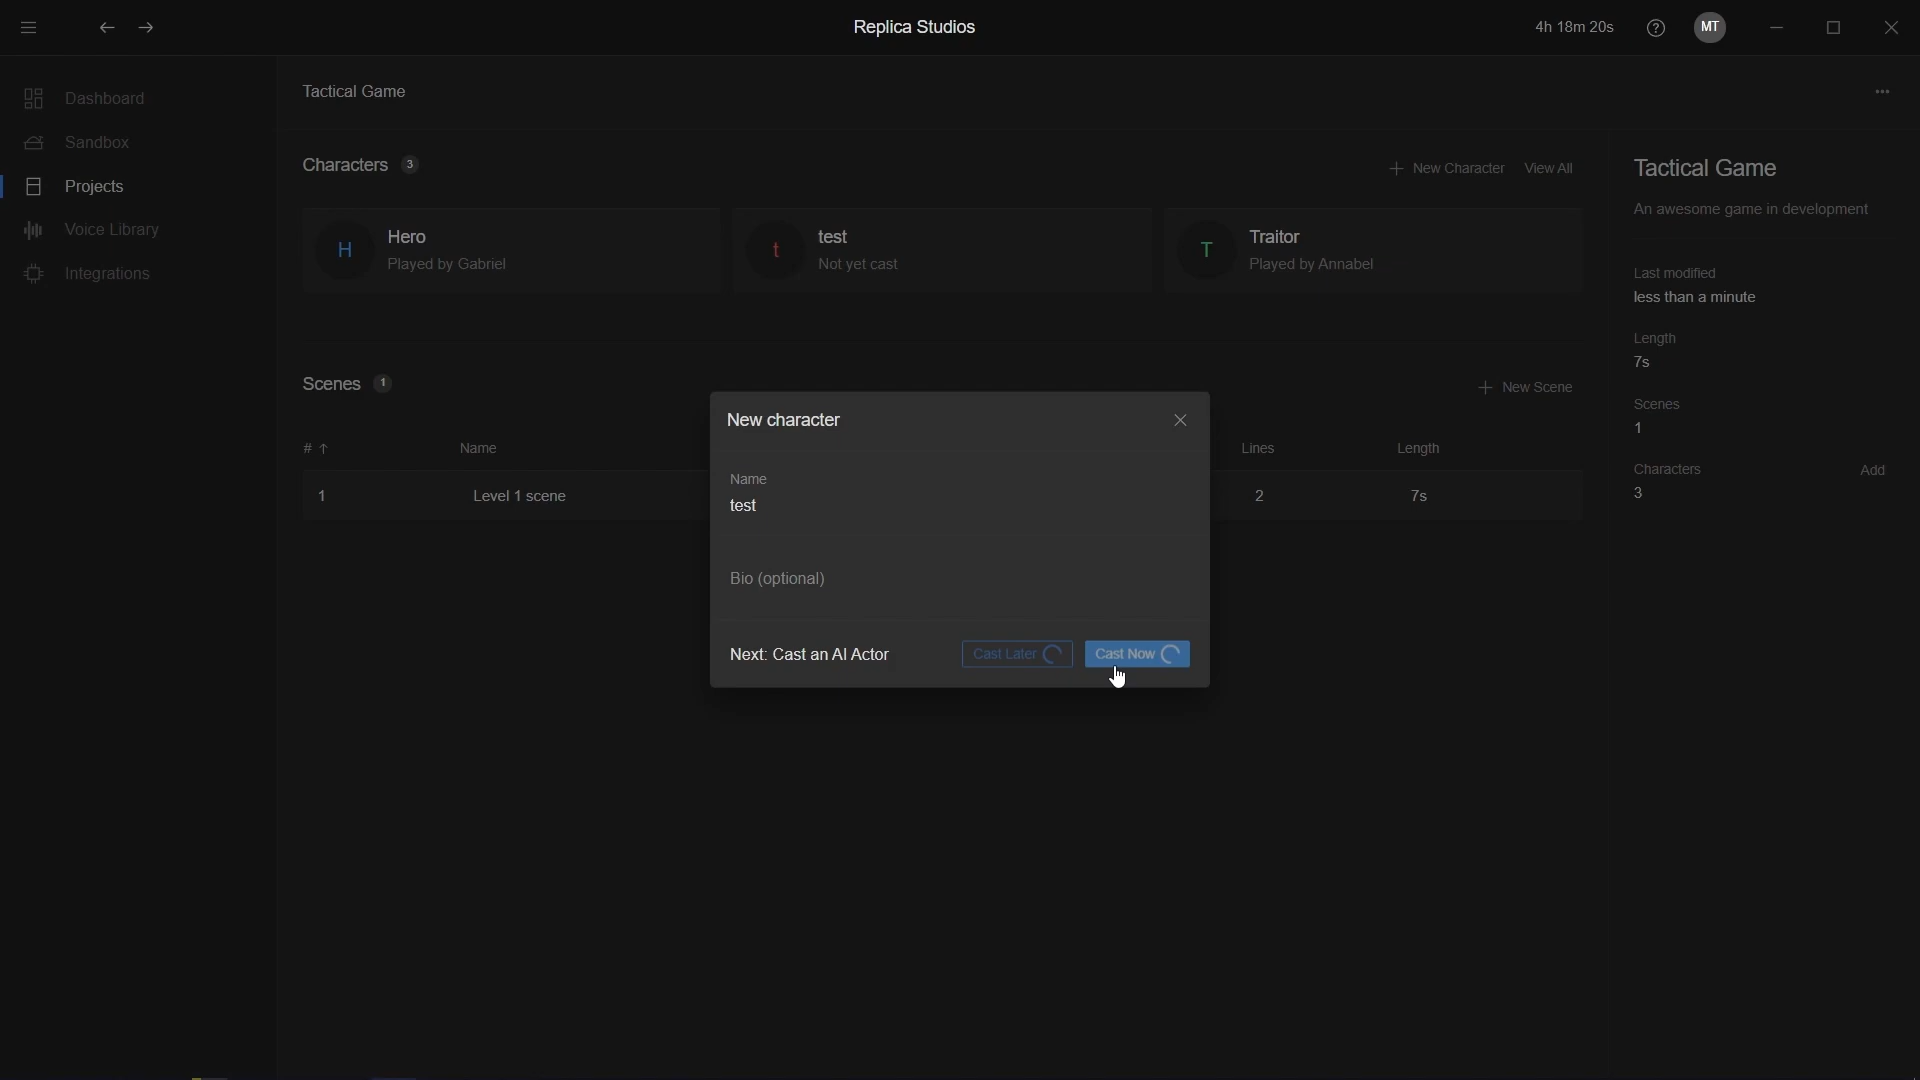 Replica Studios
4h 18m 20s
MT
Dashboard
Sandbox
Projects
Voice Library
Integrations
Tactical Game
Characters 3
New Character
View All
H
Hero
Played by Gabriel
t
test
Not yet cast
T
Traitor
Played by Annabel
Scenes 1
New Scene
# ↑ Name Lines Length
1 Level 1 scene 2 7s
New character
Name
test
Bio (optional)
Next: Cast an AI Actor
Cast Later
Cast Now
Tactical Game
An awesome game in development
Last modified
less than a minute
Length
7s
Scenes
1
Characters Add
3